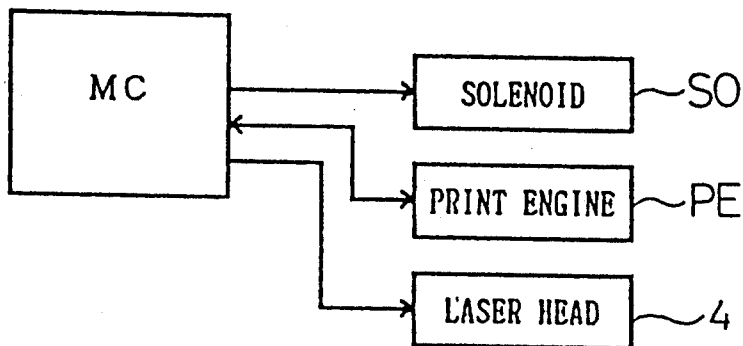 MC
SOLENOID SO
PRINT ENGINE PE
LASER HEAD 4